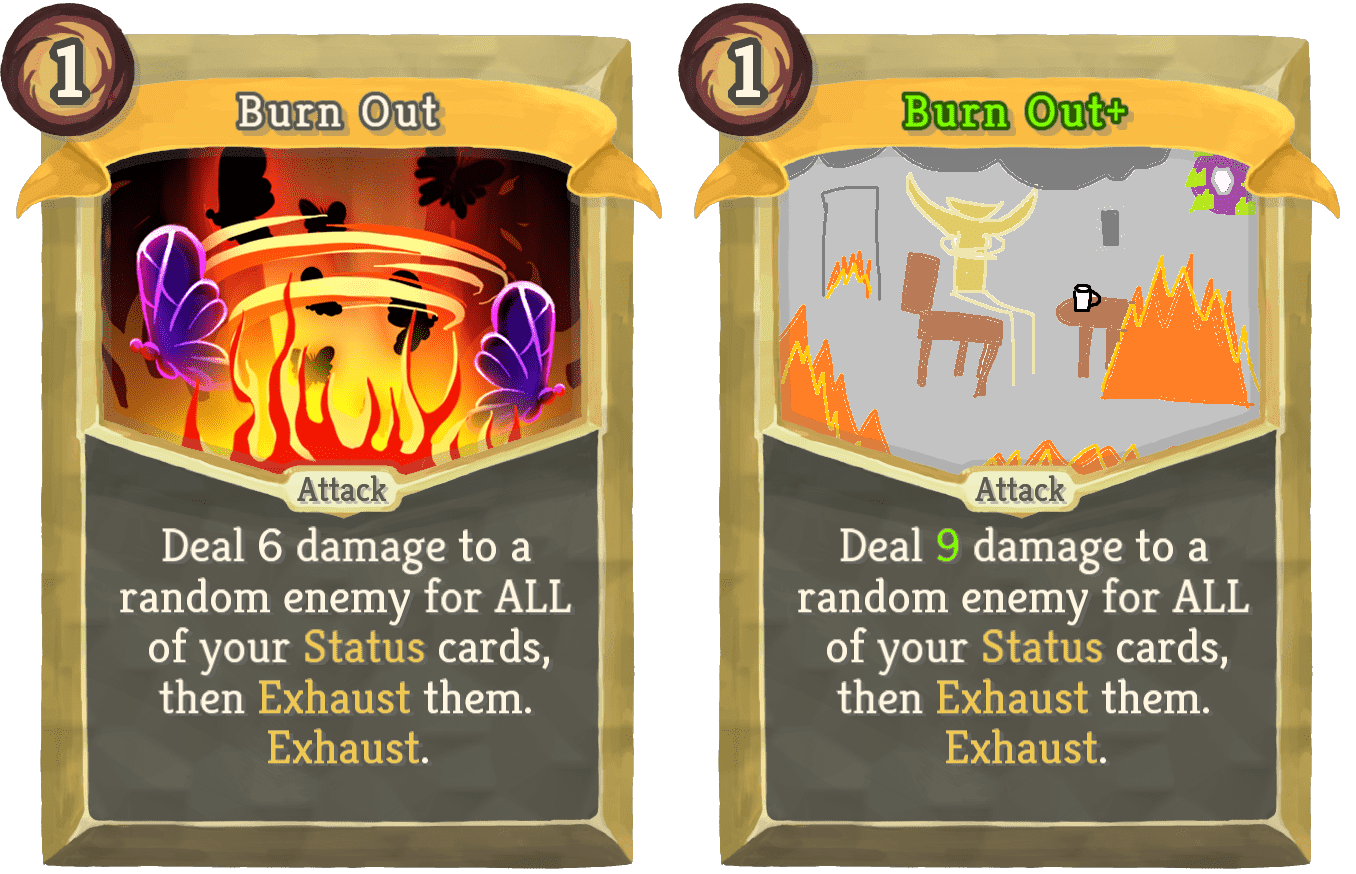 1
Burn Out
Attack
Deal 6 damage to a
random enemy for ALL
of your Status cards,
then Exhaust them.
Exhaust.
1
Burn Out+
Attack
Deal 9 damage to a
random enemy for ALL
of your Status cards,
then Exhaust them.
Exhaust.